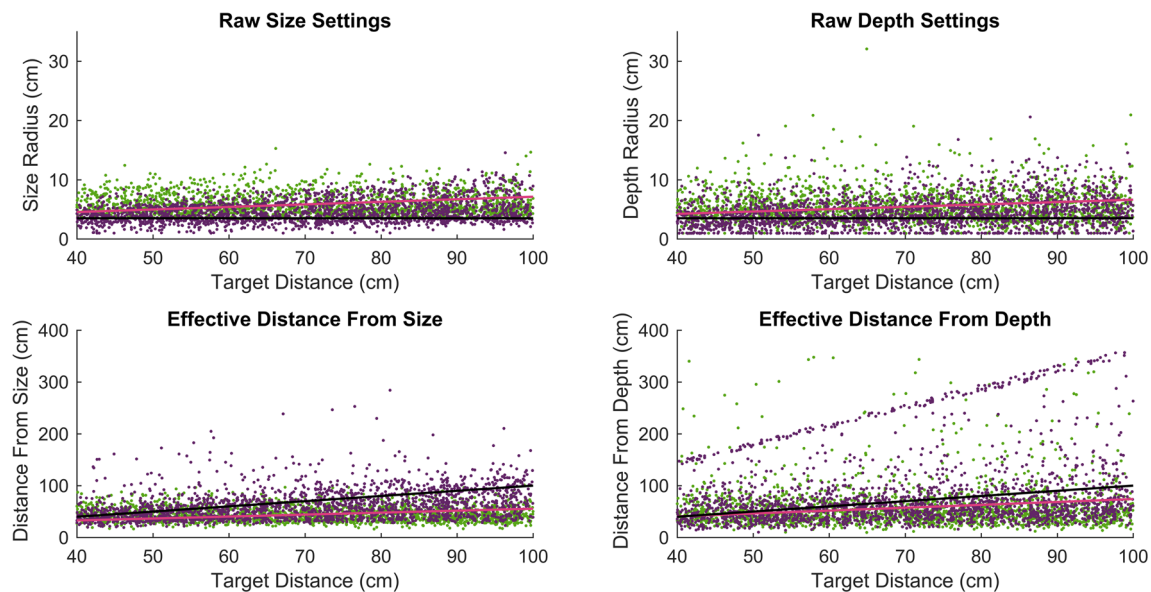 Raw Size Settings
Size Radius (cm)
30
20
10
0
40 50 60 70 80 90 100
Target Distance (cm)
Raw Depth Settings
Depth Radius (cm)
30
20
10
0
40 50 60 70 80 90 100
Target Distance (cm)
Effective Distance From Size
Distance From Size (cm)
400
300
200
100
0
40 50 60 70 80 90 100
Target Distance (cm)
Effective Distance From Depth
Distance From Depth (cm)
400
300
200
100
0
40 50 60 70 80 90 100
Target Distance (cm)